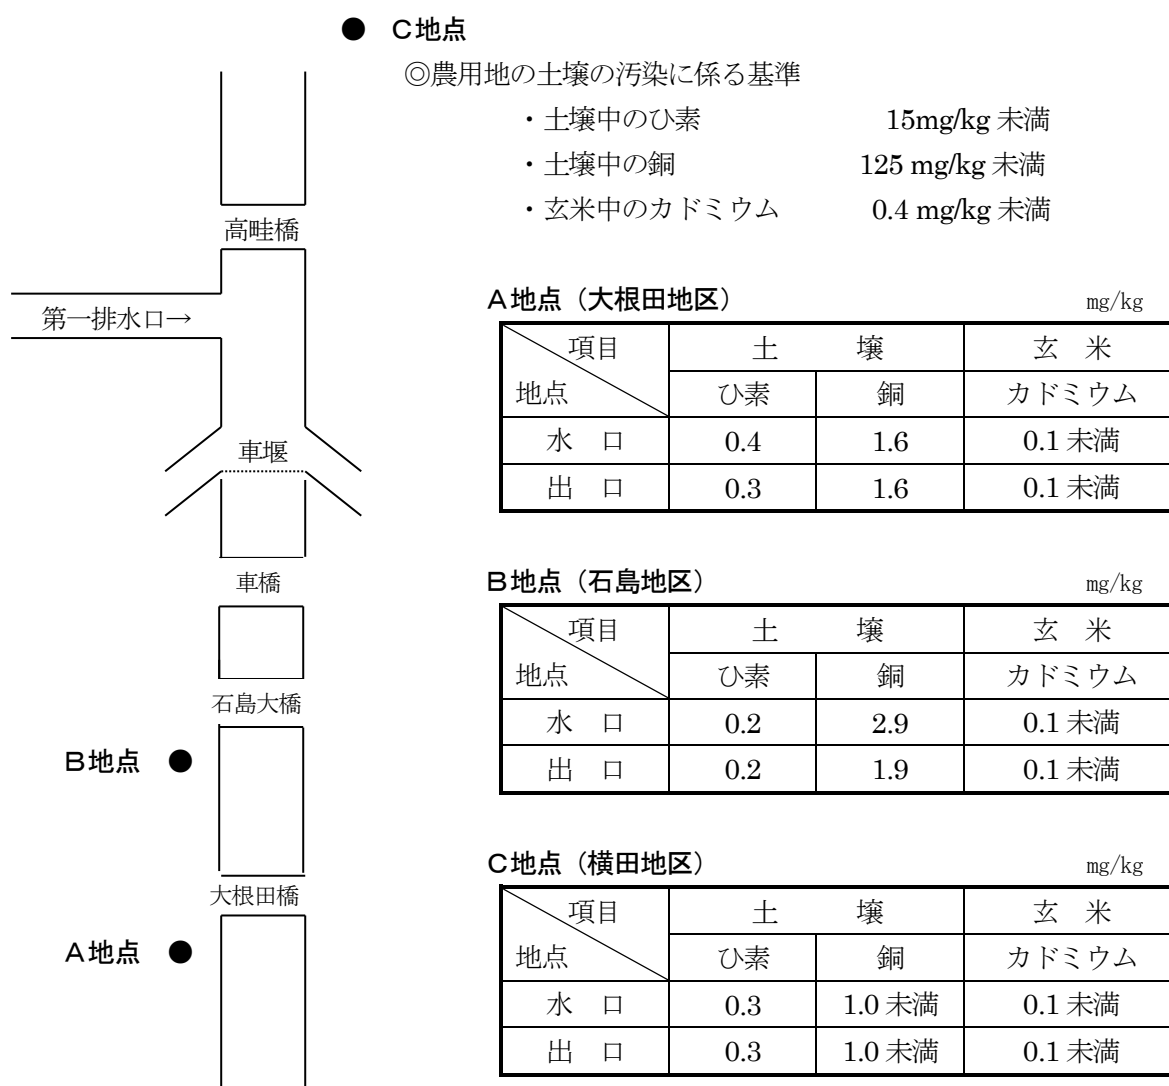 ● C地点
◎農用地の土壌の汚染に係る基準
・土壌中のひ素 15mg/kg 未満
・土壌中の銅 125 mg/kg 未満
・玄米中のカドミウム 0.4 mg/kg 未満
高畦橋
第一排水口→
車堰
車橋
石島大橋
B地点 ●
大根田橋
A地点 ●
A地点（大根田地区） mg/kg
項目 土 壌 玄 米
地点 ひ素 銅 カドミウム
水 口 0.4 1.6 0.1 未満
出 口 0.3 1.6 0.1 未満
B地点（石島地区） mg/kg
項目 土 壌 玄 米
地点 ひ素 銅 カドミウム
水 口 0.2 2.9 0.1 未満
出 口 0.2 1.9 0.1 未満
C地点（横田地区） mg/kg
項目 土 壌 玄 米
地点 ひ素 銅 カドミウム
水 口 0.3 1.0 未満 0.1 未満
出 口 0.3 1.0 未満 0.1 未満